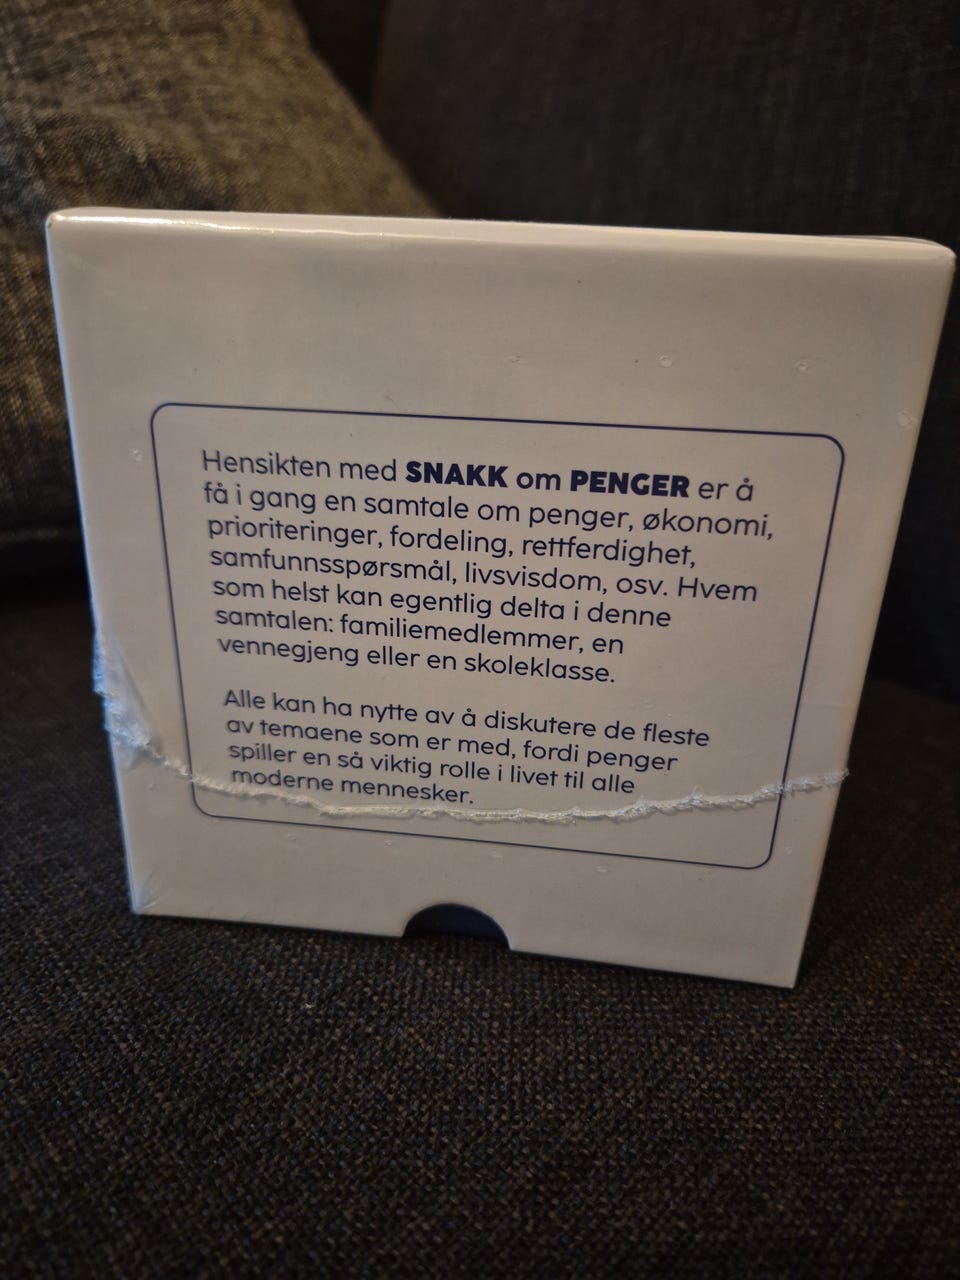 Hensikten med SNAKK om PENGER er å
få i gang en samtale om penger, økonomi,
prioriteringer, fordeling, rettferdighet,
samfunnsspørsmål, livsvisdom, osv. Hvem
som helst kan egentlig delta i denne
samtalen: familiemedlemmer, en
vennegjeng eller en skoleklasse.
Alle kan ha nytte av å diskutere de fleste
av temaene som er med, fordi penger
spiller en så viktig rolle i livet til alle
moderne mennesker.